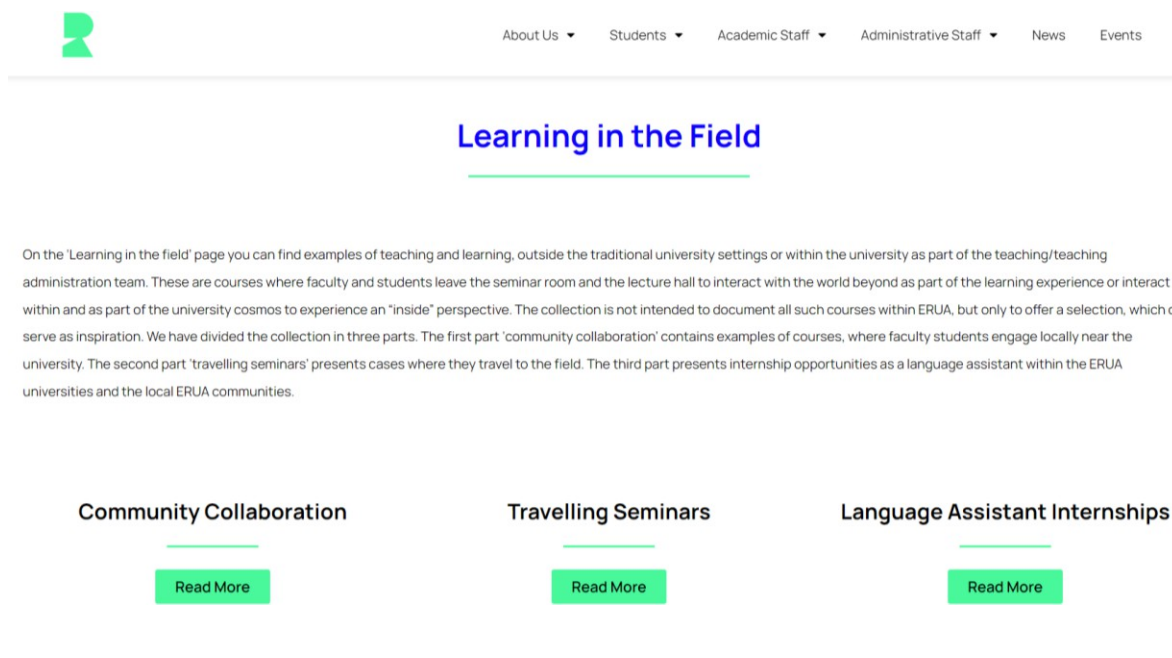 About Us Students Academic Staff Administrative Staff News Events
Learning in the Field
On the 'Learning in the field' page you can find examples of teaching and learning, outside the traditional university settings or within the university as part of the teaching/teaching
administration team. These are courses where faculty and students leave the seminar room and the lecture hall to interact with the world beyond as part of the learning experience or interact
within and as part of the university cosmos to experience an “inside” perspective. The collection is not intended to document all such courses within ERUA, but only to offer a selection, which
serve as inspiration. We have divided the collection in three parts. The first part 'community collaboration' contains examples of courses, where faculty students engage locally near the
university. The second part 'travelling seminars' presents cases where they travel to the field. The third part presents internship opportunities as a language assistant within the ERUA
universities and the local ERUA communities.
Community Collaboration Travelling Seminars Language Assistant Internships
Read More Read More Read More